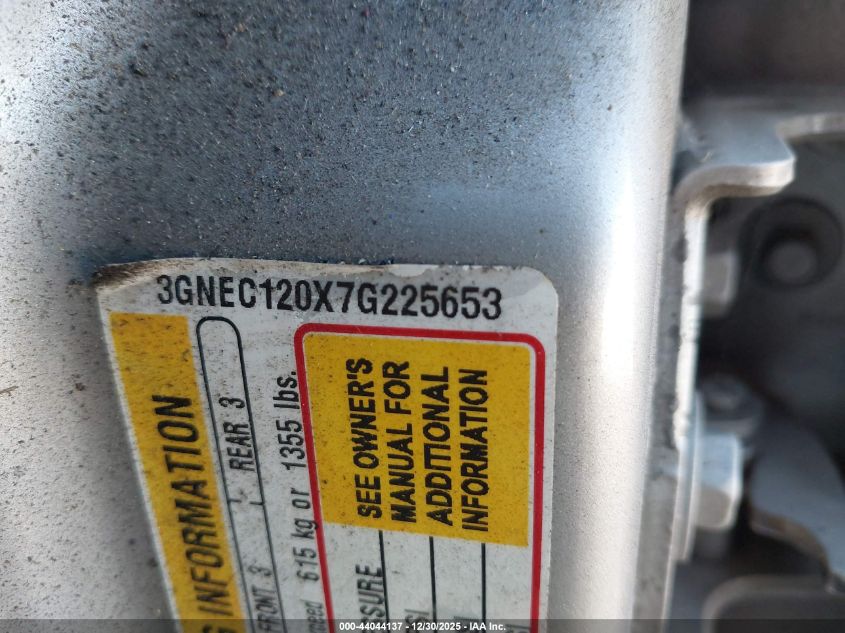 3GNEC120X7G225653
G INFORMATION
FRONT 3 REAR 3
615 kg or 1355 lbs.
SEE OWNER'S
MANUAL FOR
ADDITIONAL
INFORMATION
000-44044137 - 12/30/2025 - IAA Inc.